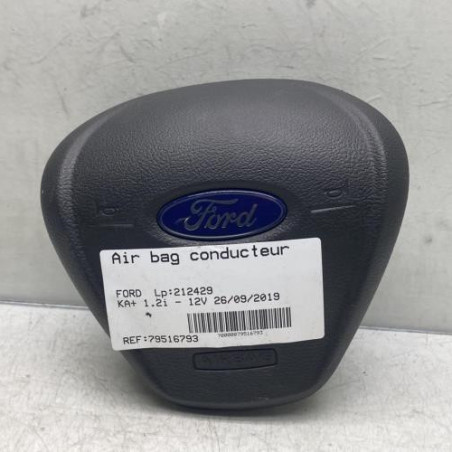 Ford
Air bag conducteur
FORD Lp:212429
KA+ 1.2i - 12V 26/09/2019
REF:79516793